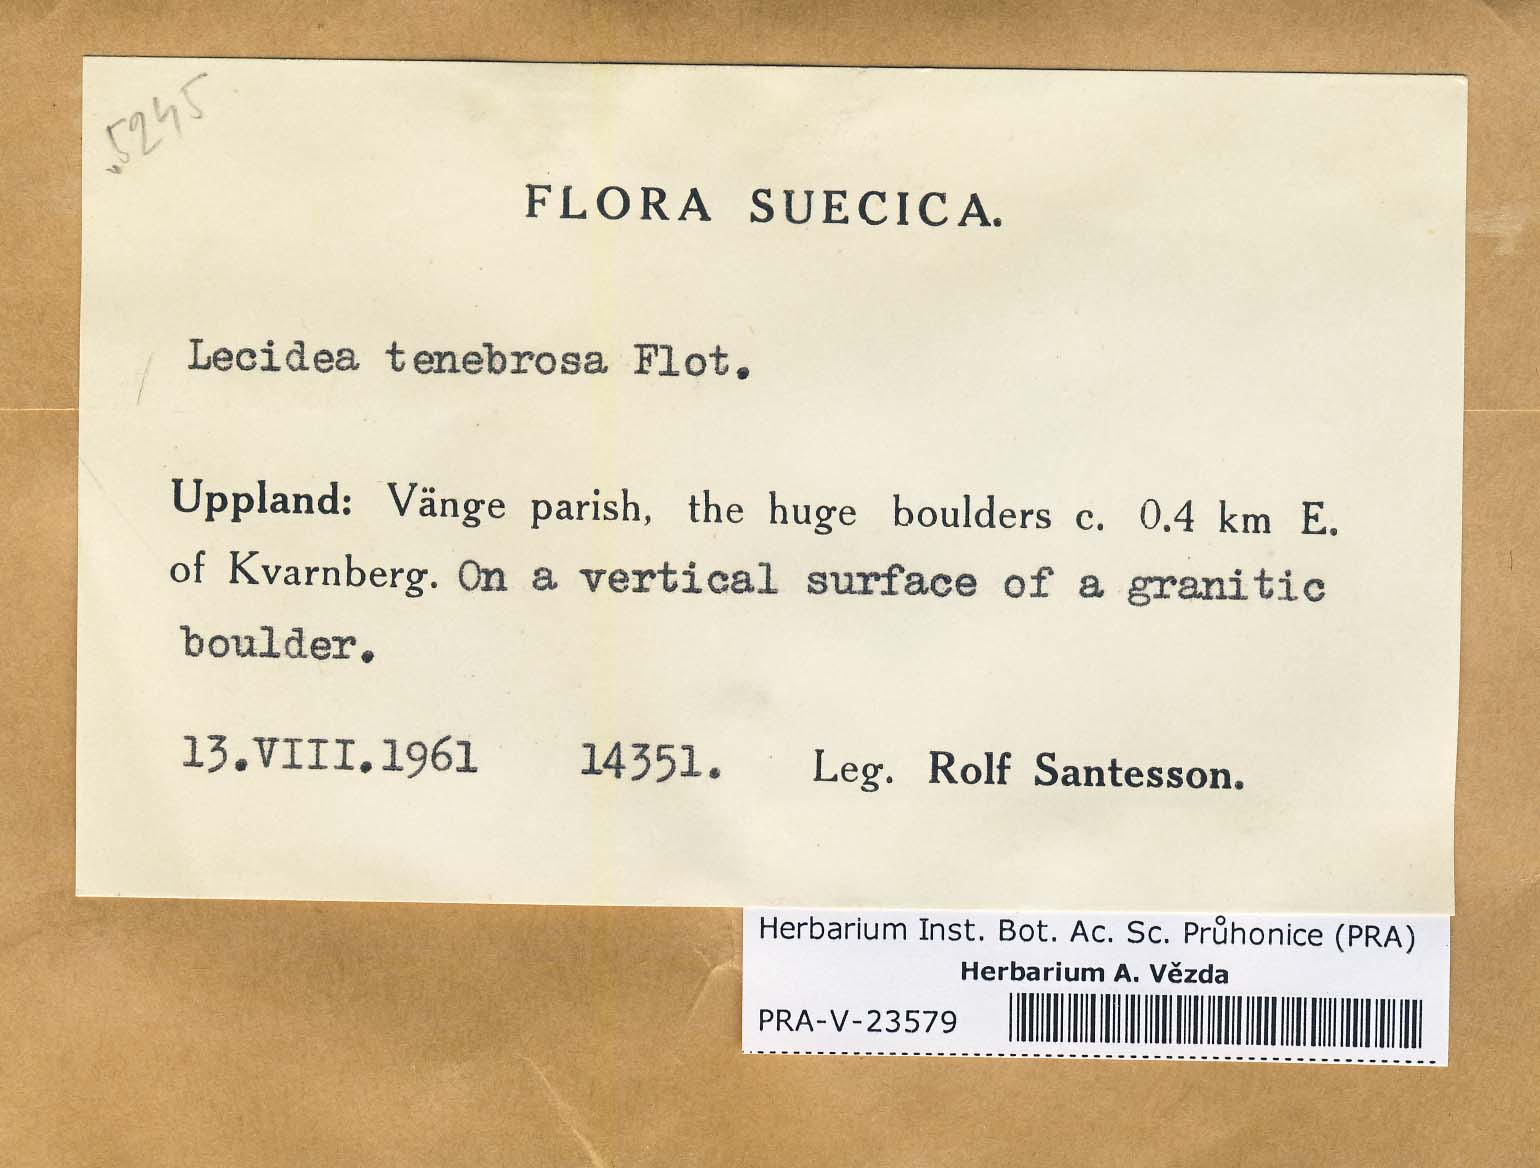 5245
FLORA SUECICA.
Lecidea tenebrosa Flot.
Uppland: Vänge parish, the huge boulders c. 0.4 km E.
of Kvarnberg. On a vertical surface of a granitic
boulder.
13.VIII.1961 14351. Leg. Rolf Santesson.
Herbarium Inst. Bot. Ac. Sc. Průhonice (PRA)
Herbarium A. Vězda
PRA-V-23579